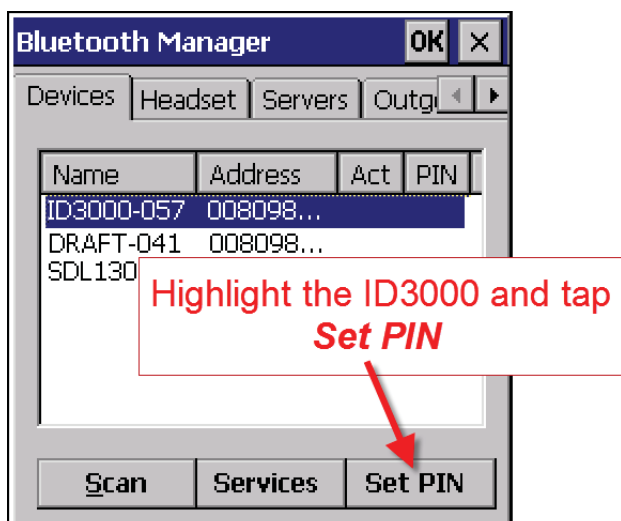 Bluetooth Manager OK ×
Devices Headset Servers
Name Address Act PIN
ID3000-057 008098...
DRAFT-041 008098...
SDL130
Highlight the ID3000 and tap
Set PIN
Scan Services Set PIN